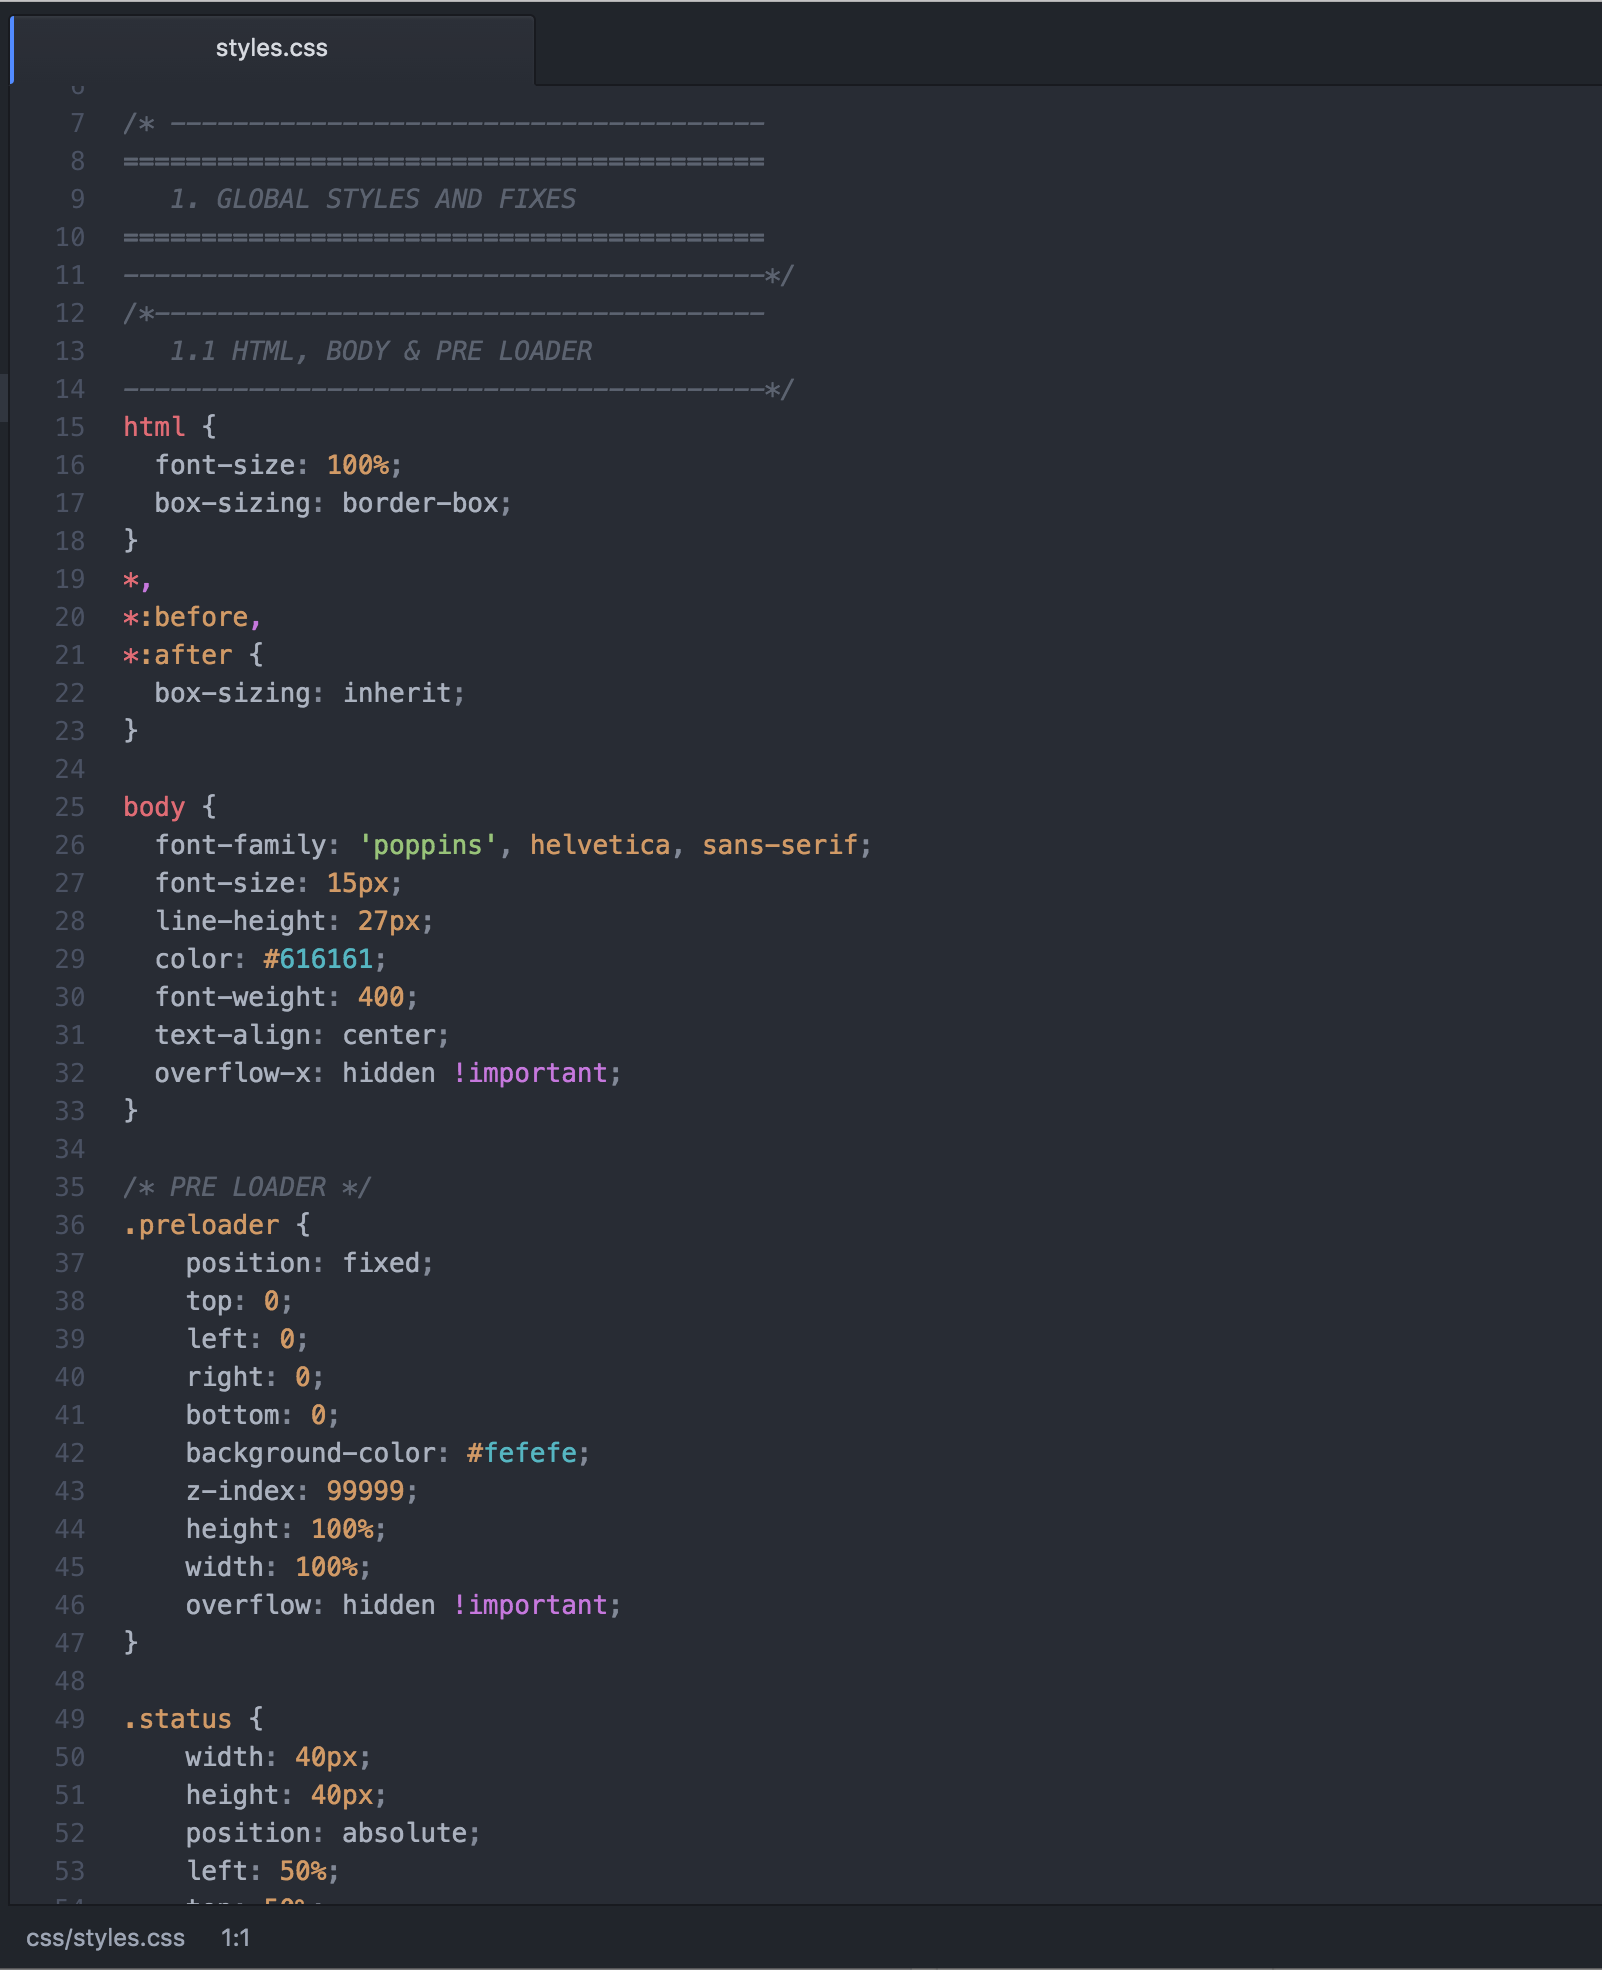 styles.css
6
7 /* --------------------------------------
8 =========================================
9    1. GLOBAL STYLES AND FIXES
10 =========================================
11 -----------------------------------------*/
12 /*---------------------------------------
13    1.1 HTML, BODY & PRE LOADER
14 -----------------------------------------*/
15 html {
16   font-size: 100%;
17   box-sizing: border-box;
18 }
19 *,
20 *:before,
21 *:after {
22   box-sizing: inherit;
23 }
24
25 body {
26   font-family: 'poppins', helvetica, sans-serif;
27   font-size: 15px;
28   line-height: 27px;
29   color: #616161;
30   font-weight: 400;
31   text-align: center;
32   overflow-x: hidden !important;
33 }
34
35 /* PRE LOADER */
36 .preloader {
37     position: fixed;
38     top: 0;
39     left: 0;
40     right: 0;
41     bottom: 0;
42     background-color: #fefefe;
43     z-index: 99999;
44     height: 100%;
45     width: 100%;
46     overflow: hidden !important;
47 }
48
49 .status {
50     width: 40px;
51     height: 40px;
52     position: absolute;
53     left: 50%;
54     top: 50%;
css/styles.css 1:1